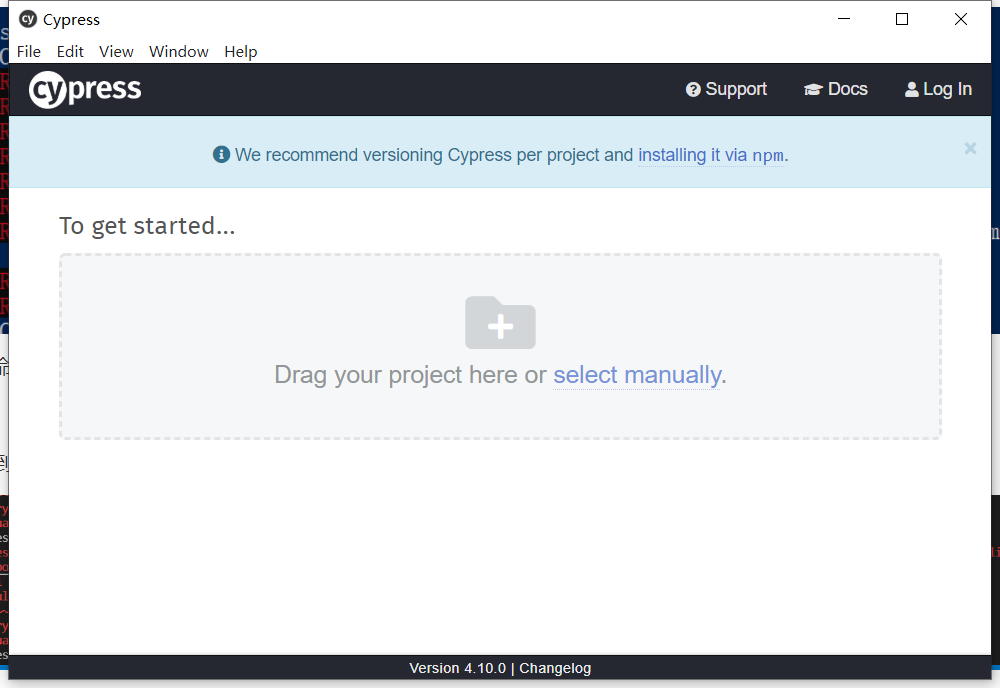 cy Cypress
File Edit View Window Help
cypress Support Docs Log In
We recommend versioning Cypress per project and installing it via npm.
To get started...
Drag your project here or select manually.
Version 4.10.0 | Changelog